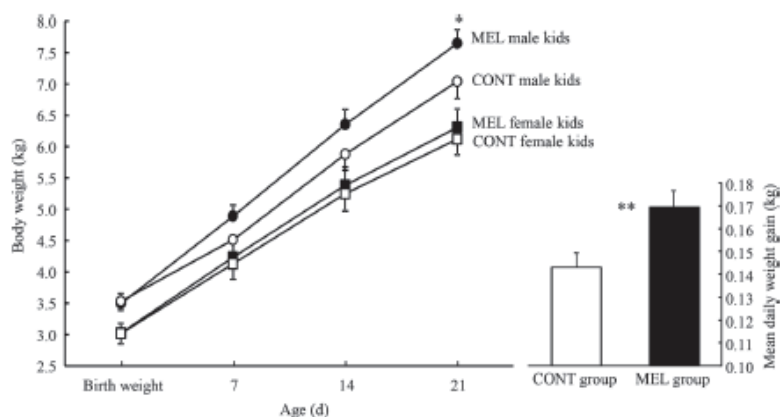 8.0
7.5
7.0
6.5
6.0
5.5
5.0
4.5
4.0
3.5
3.0
2.5
Body weight (kg)
*
MEL male kids
CONT male kids
MEL female kids
CONT female kids
Birth weight 7 14 21
Age (d)
**
0.18
0.17
0.16
0.15
0.14
0.13
0.12
0.11
0.10
Mean daily weight gain (kg)
CONT group MEL group